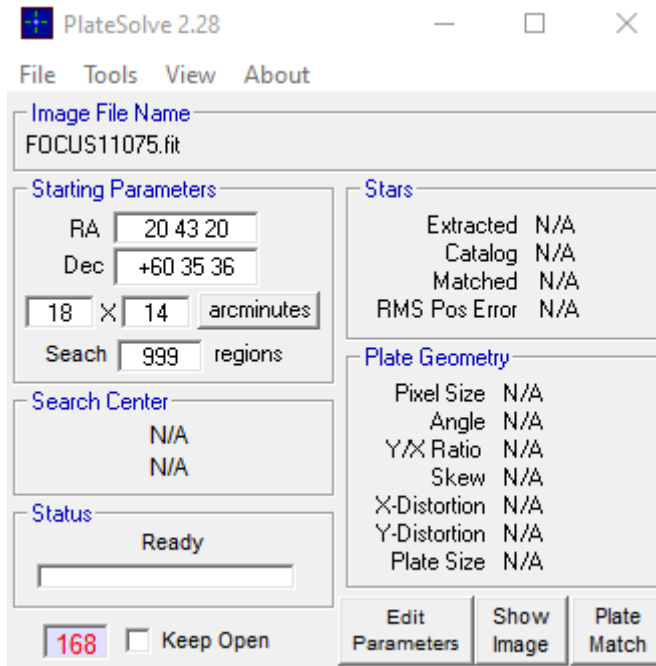 PlateSolve 2.28
File Tools View About
Image File Name
FOCUS11075.fit
Starting Parameters
RA 20 43 20
Dec +60 35 36
18 X 14 arcminutes
Seach 999 regions
Search Center
N/A
N/A
Status
Ready
168 Keep Open
Stars
Extracted N/A
Catalog N/A
Matched N/A
RMS Pos Error N/A
Plate Geometry
Pixel Size N/A
Angle N/A
Y/X Ratio N/A
Skew N/A
X-Distortion N/A
Y-Distortion N/A
Plate Size N/A
Edit Parameters
Show Image
Plate Match